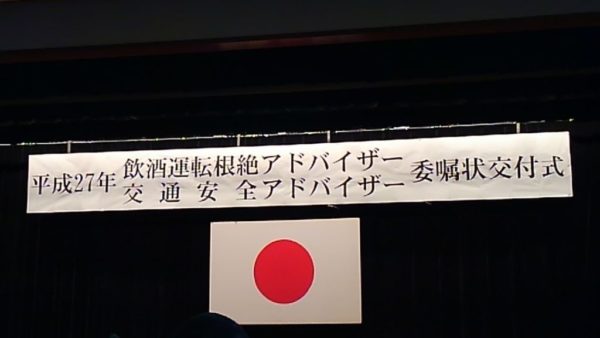 平成27年
飲酒運転根絶アドバイザー
交通安全アドバイザー
委嘱状交付式